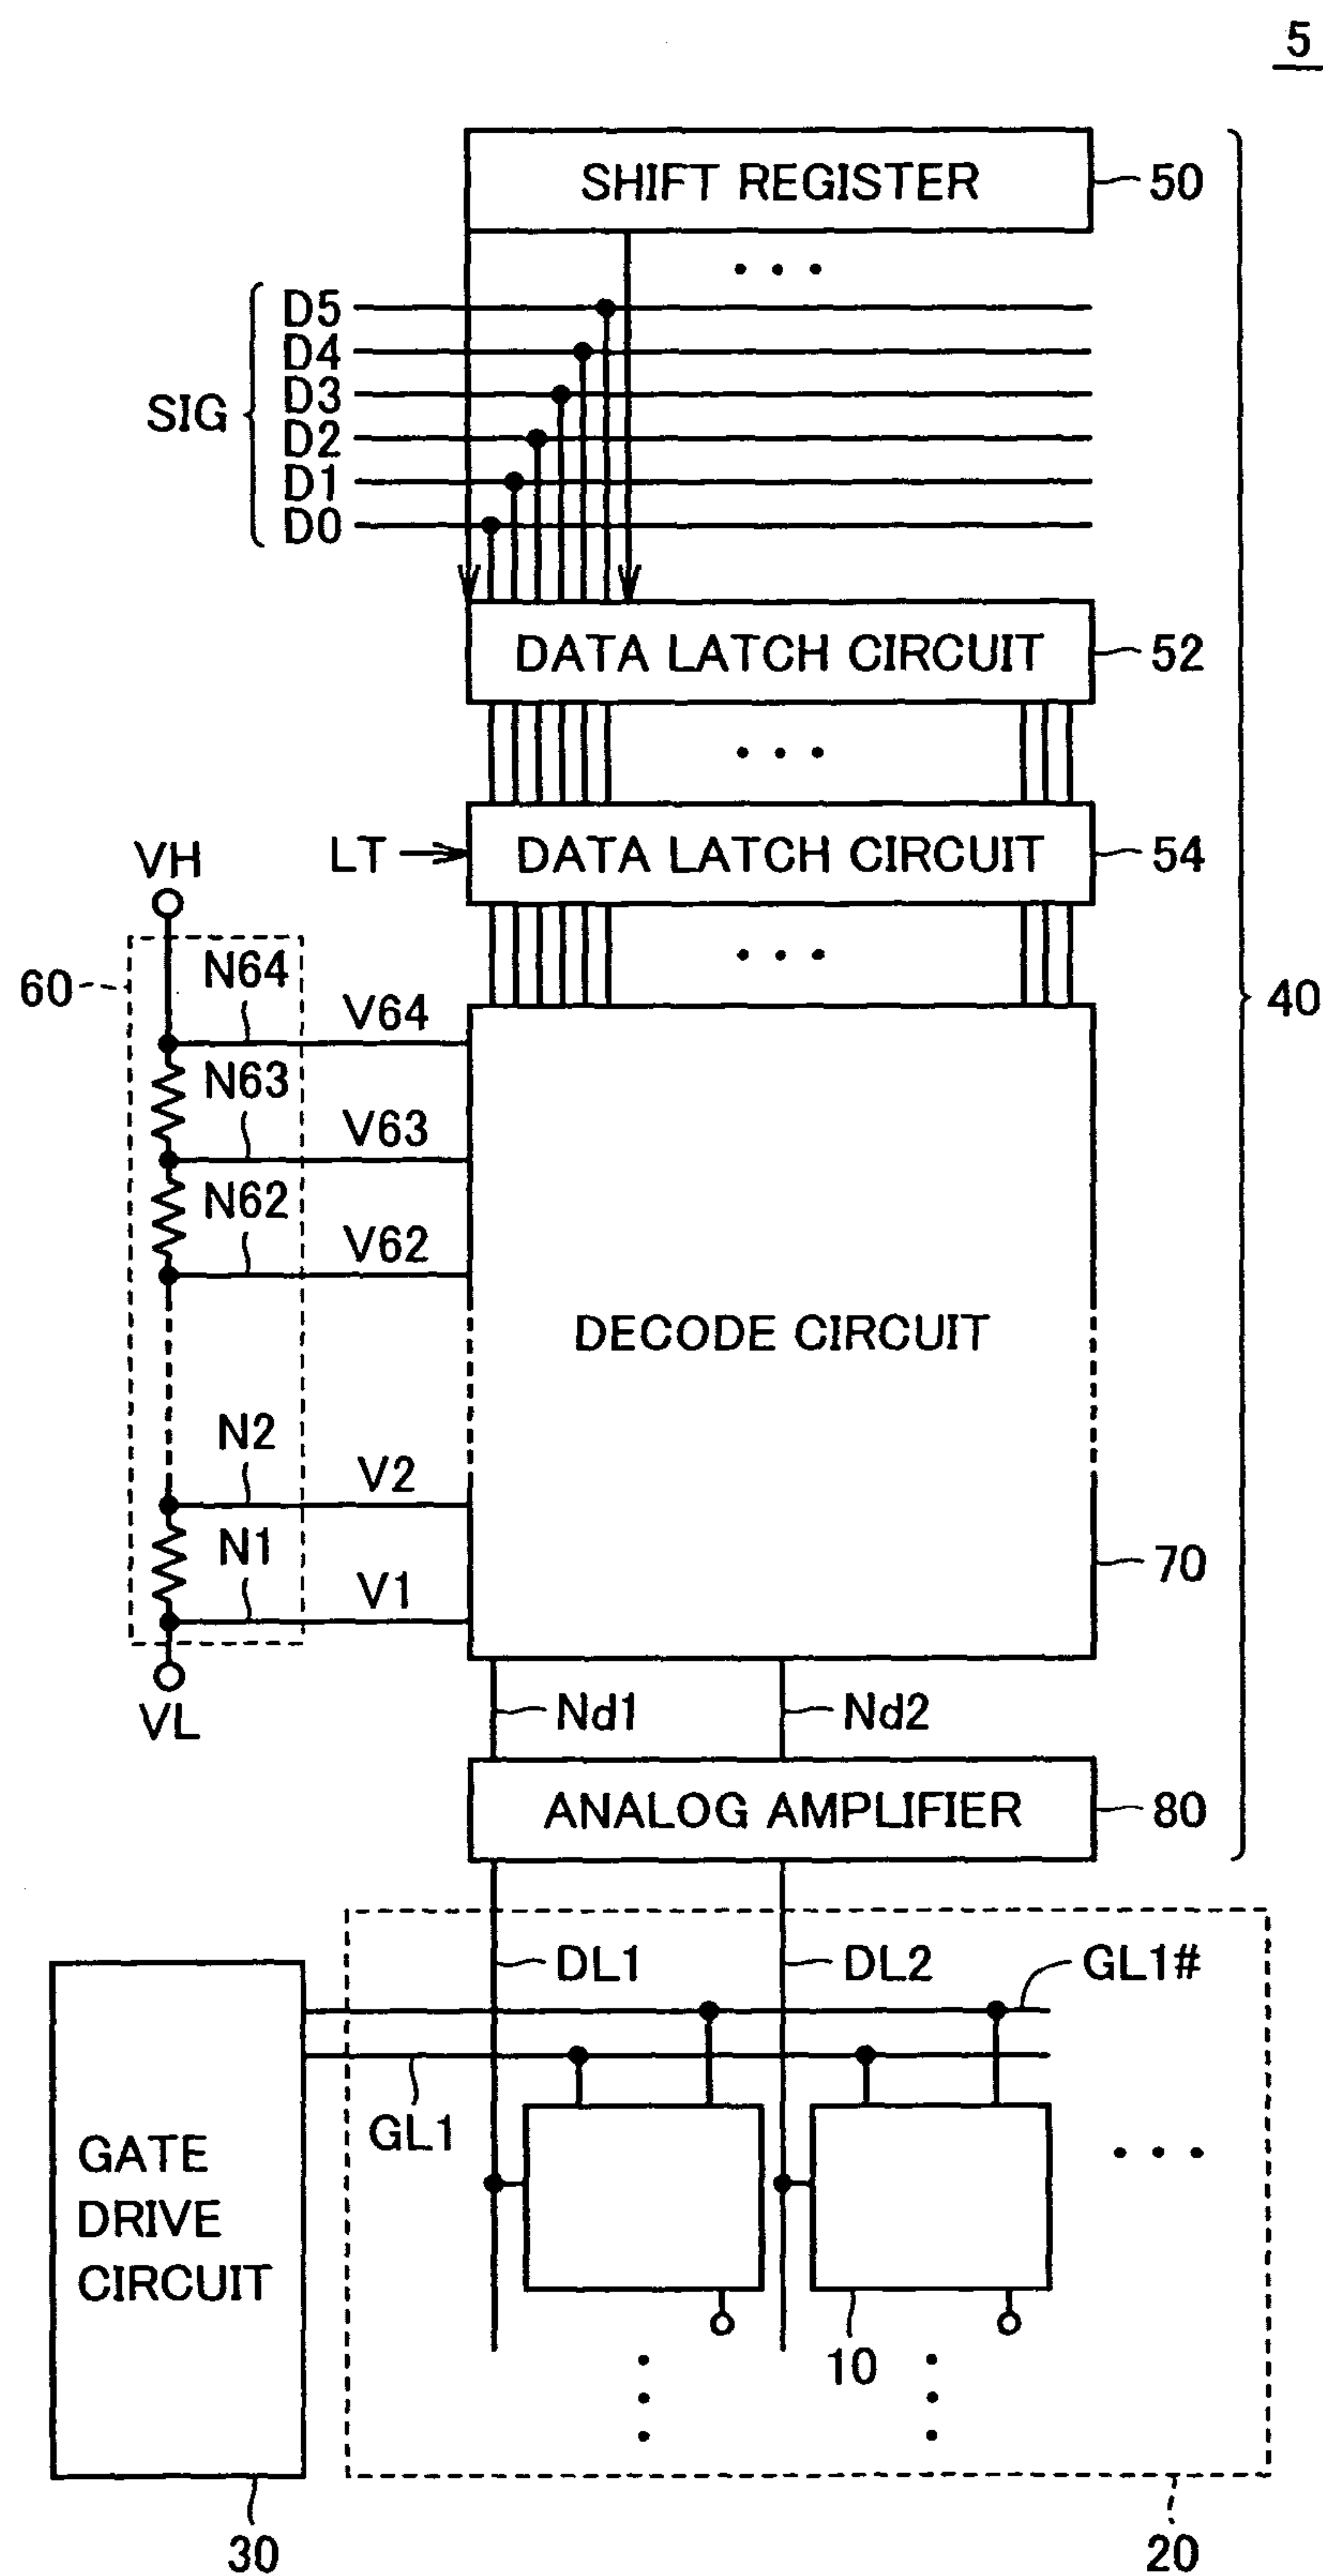 5
SHIFT REGISTER
50
D5
D4
D3
SIG
D2
D1
D0
DATA LATCH CIRCUIT
52
LT
DATA LATCH CIRCUIT
54
VH
60
N64
V64
40
N63
V63
N62
V62
DECODE CIRCUIT
N2
V2
N1
V1
70
VL
Nd1
Nd2
ANALOG AMPLIFIER
80
DL1
DL2
GL1#
GL1
GATE
DRIVE
CIRCUIT
10
30
20